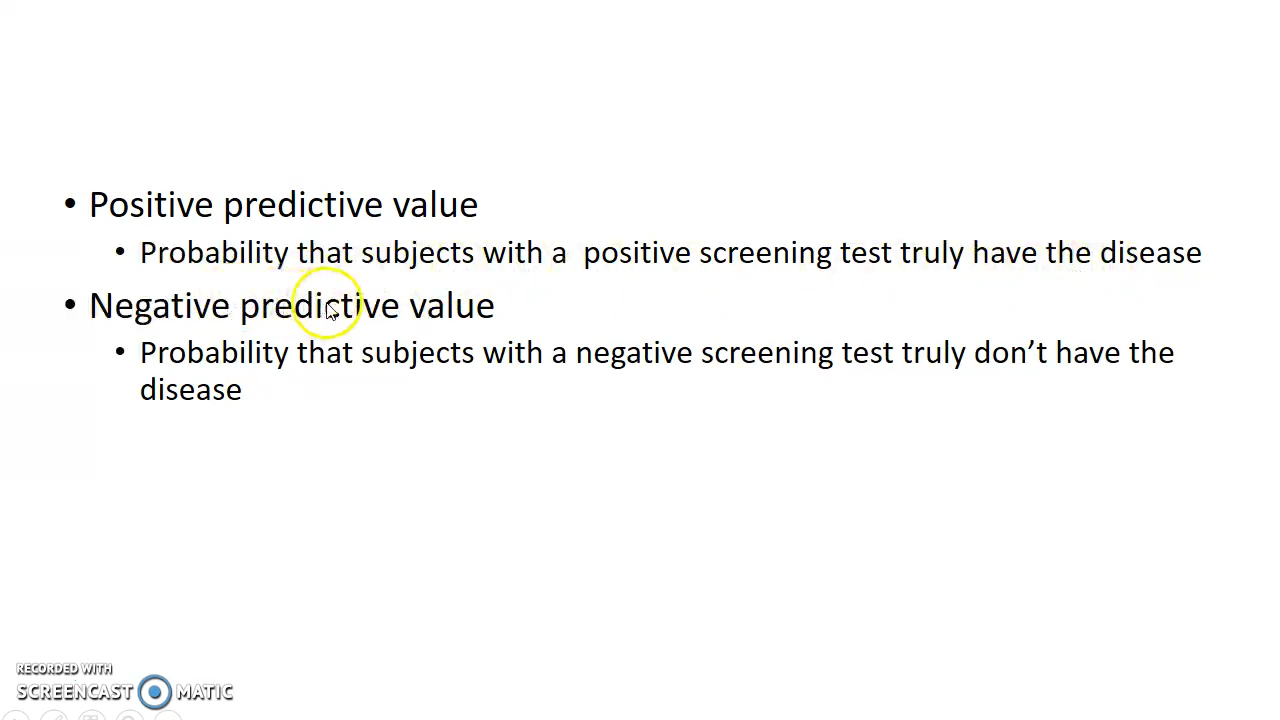 • Positive predictive value
• Probability that subjects with a  positive screening test truly have the disease
• Negative predictive value
• Probability that subjects with a negative screening test truly don’t have the
disease
RECORDED WITH
SCREENCAST MATIC